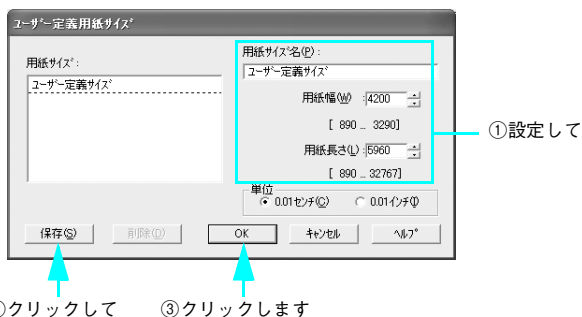 ユーザー定義用紙サイズ
用紙サイズ:
ユーザー定義サイズ
用紙サイズ名(P):
ユーザー定義サイズ
用紙幅(W) :4200
[ 890 ... 3290]
用紙長さ(L) :5960
[ 890 ... 32767]
単位
0.01センチ(C) 0.01インチ(I)
保存(S) 削除(D) OK キャンセル ヘルプ
①設定して
クリックして ③クリックします